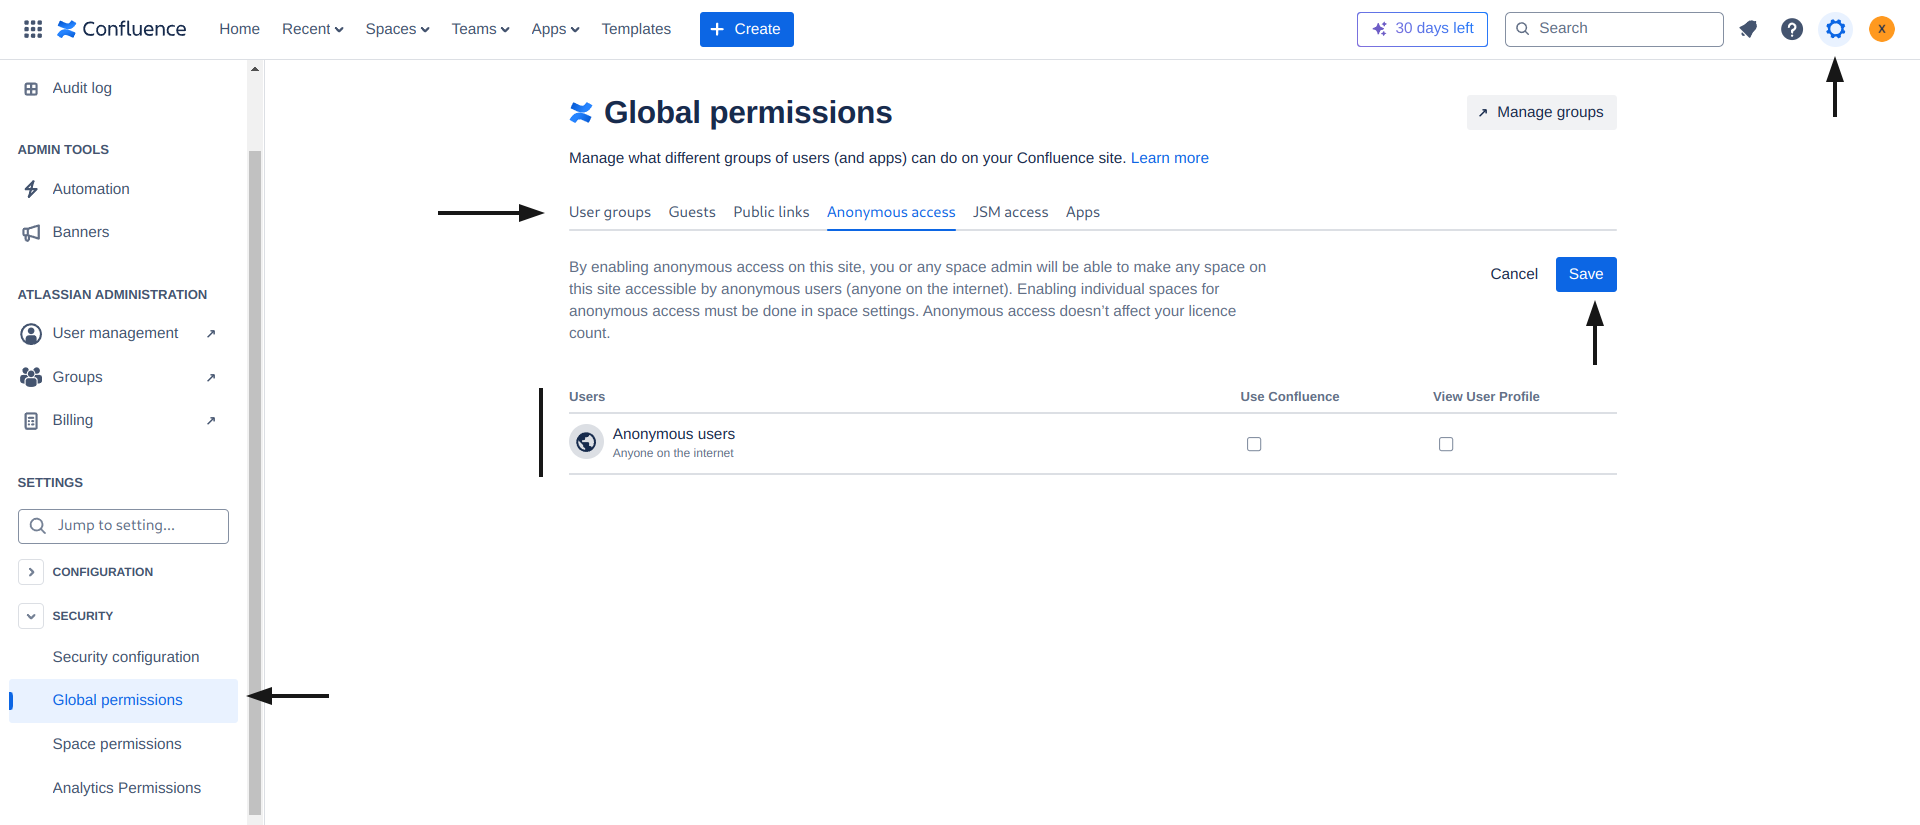 Confluence
Home
Recent
Spaces
Teams
Apps
Templates
Create
30 days left
Search
X
Audit log
ADMIN TOOLS
Automation
Banners
ATLASSIAN ADMINISTRATION
User management
Groups
Billing
SETTINGS
Jump to setting...
CONFIGURATION
SECURITY
Security configuration
Global permissions
Space permissions
Analytics Permissions
Global permissions
Manage groups
Manage what different groups of users (and apps) can do on your Confluence site. Learn more
User groups
Guests
Public links
Anonymous access
JSM access
Apps
By enabling anonymous access on this site, you or any space admin will be able to make any space on
this site accessible by anonymous users (anyone on the internet). Enabling individual spaces for
anonymous access must be done in space settings. Anonymous access doesn’t affect your licence
count.
Cancel
Save
Users
Use Confluence
View User Profile
Anonymous users
Anyone on the internet